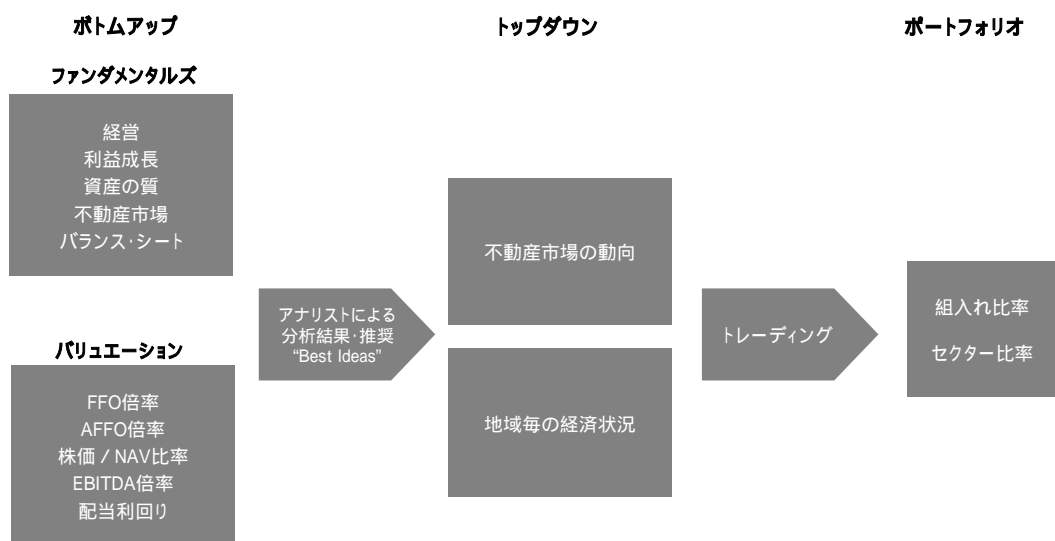 ボトムアップ
トップダウン
ポートフォリオ
ファンダメンタルズ
経営
利益成長
資産の質
不動産市場
バランス・シート
バリュエーション
FFO倍率
AFFO倍率
株価 / NAV比率
EBITDA倍率
配当利回り
アナリストによる
分析結果・推奨
“Best Ideas”
不動産市場の動向
地域毎の経済状況
トレーディング
組入れ比率
セクター比率